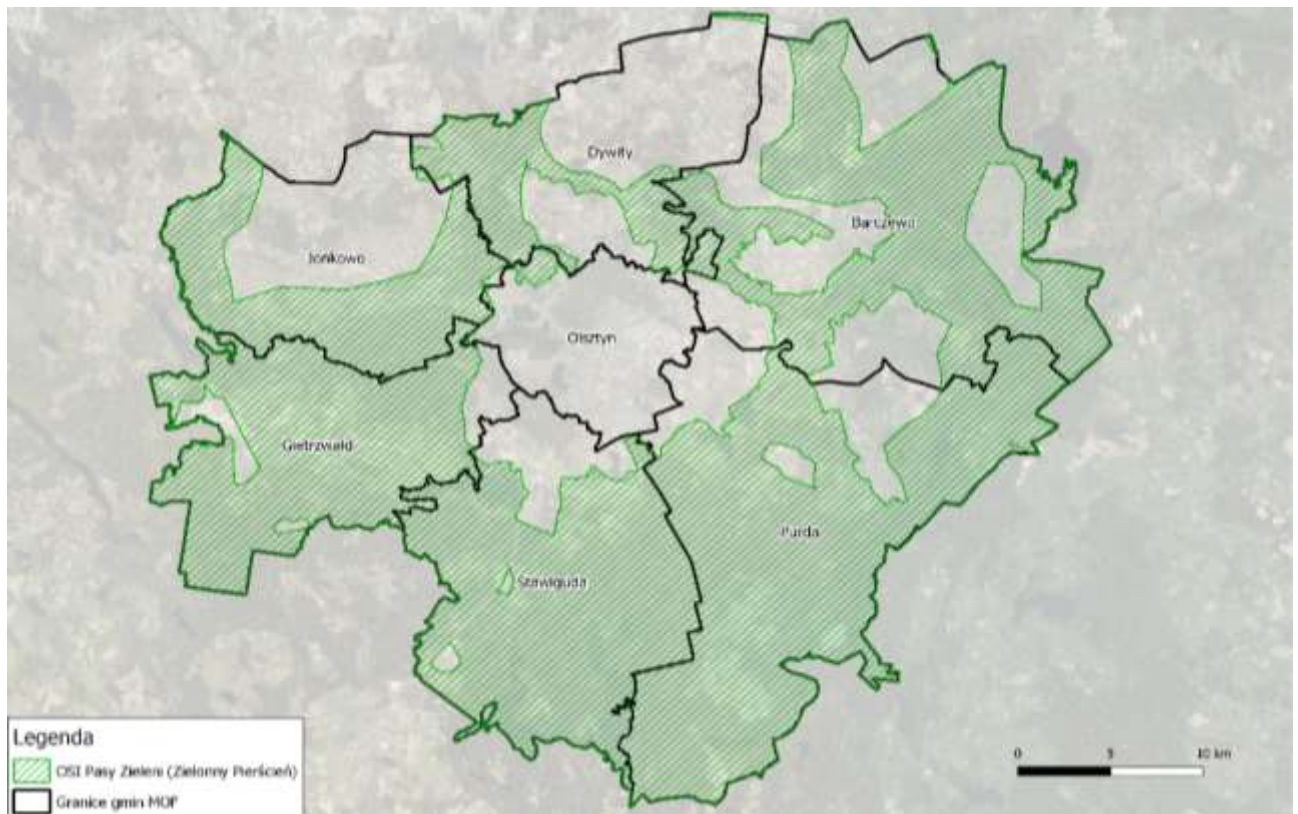 Dywity
Barczewo
Jonkowo
Olsztyn
Gietrzwałd
Purda
Stawiguda
Legenda
OSI Pasy Zieleni (Zielonny Pierścień)
Granice gmin MOF
0 5 10 km